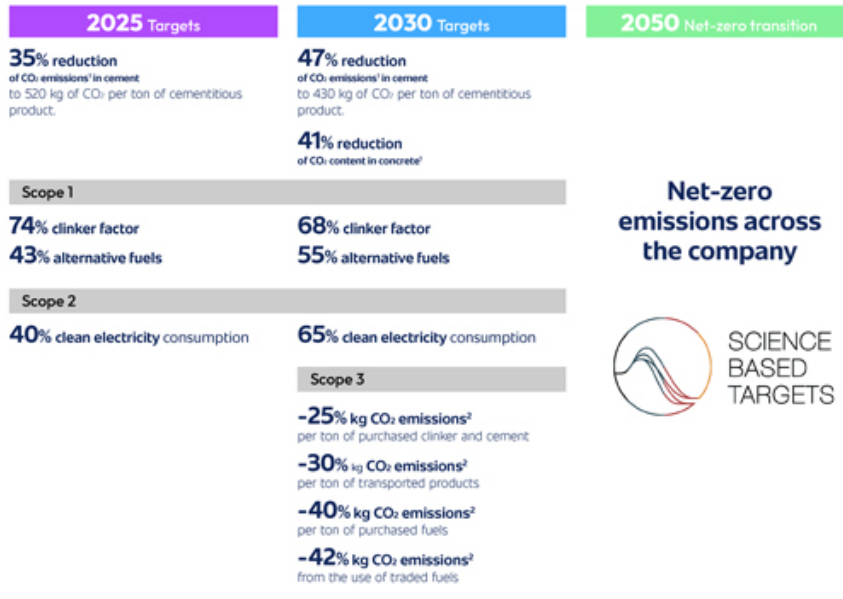 2025 Targets
35% reduction
of CO₂ emissions¹ in cement
to 520 kg of CO₂ per ton of cementitious
product.
2030 Targets
47% reduction
of CO₂ emissions¹ in cement
to 430 kg of CO₂ per ton of cementitious
product.
41% reduction
of CO₂ content in concrete¹
Scope 1
74% clinker factor
43% alternative fuels
68% clinker factor
55% alternative fuels
Scope 2
40% clean electricity consumption
65% clean electricity consumption
Scope 3
-25% kg CO₂ emissions²
per ton of purchased clinker and cement
-30% kg CO₂ emissions²
per ton of transported products
-40% kg CO₂ emissions²
per ton of purchased fuels
-42% kg CO₂ emissions²
from the use of traded fuels
2050 Net-zero transition
Net-zero
emissions across
the company
SCIENCE
BASED
TARGETS